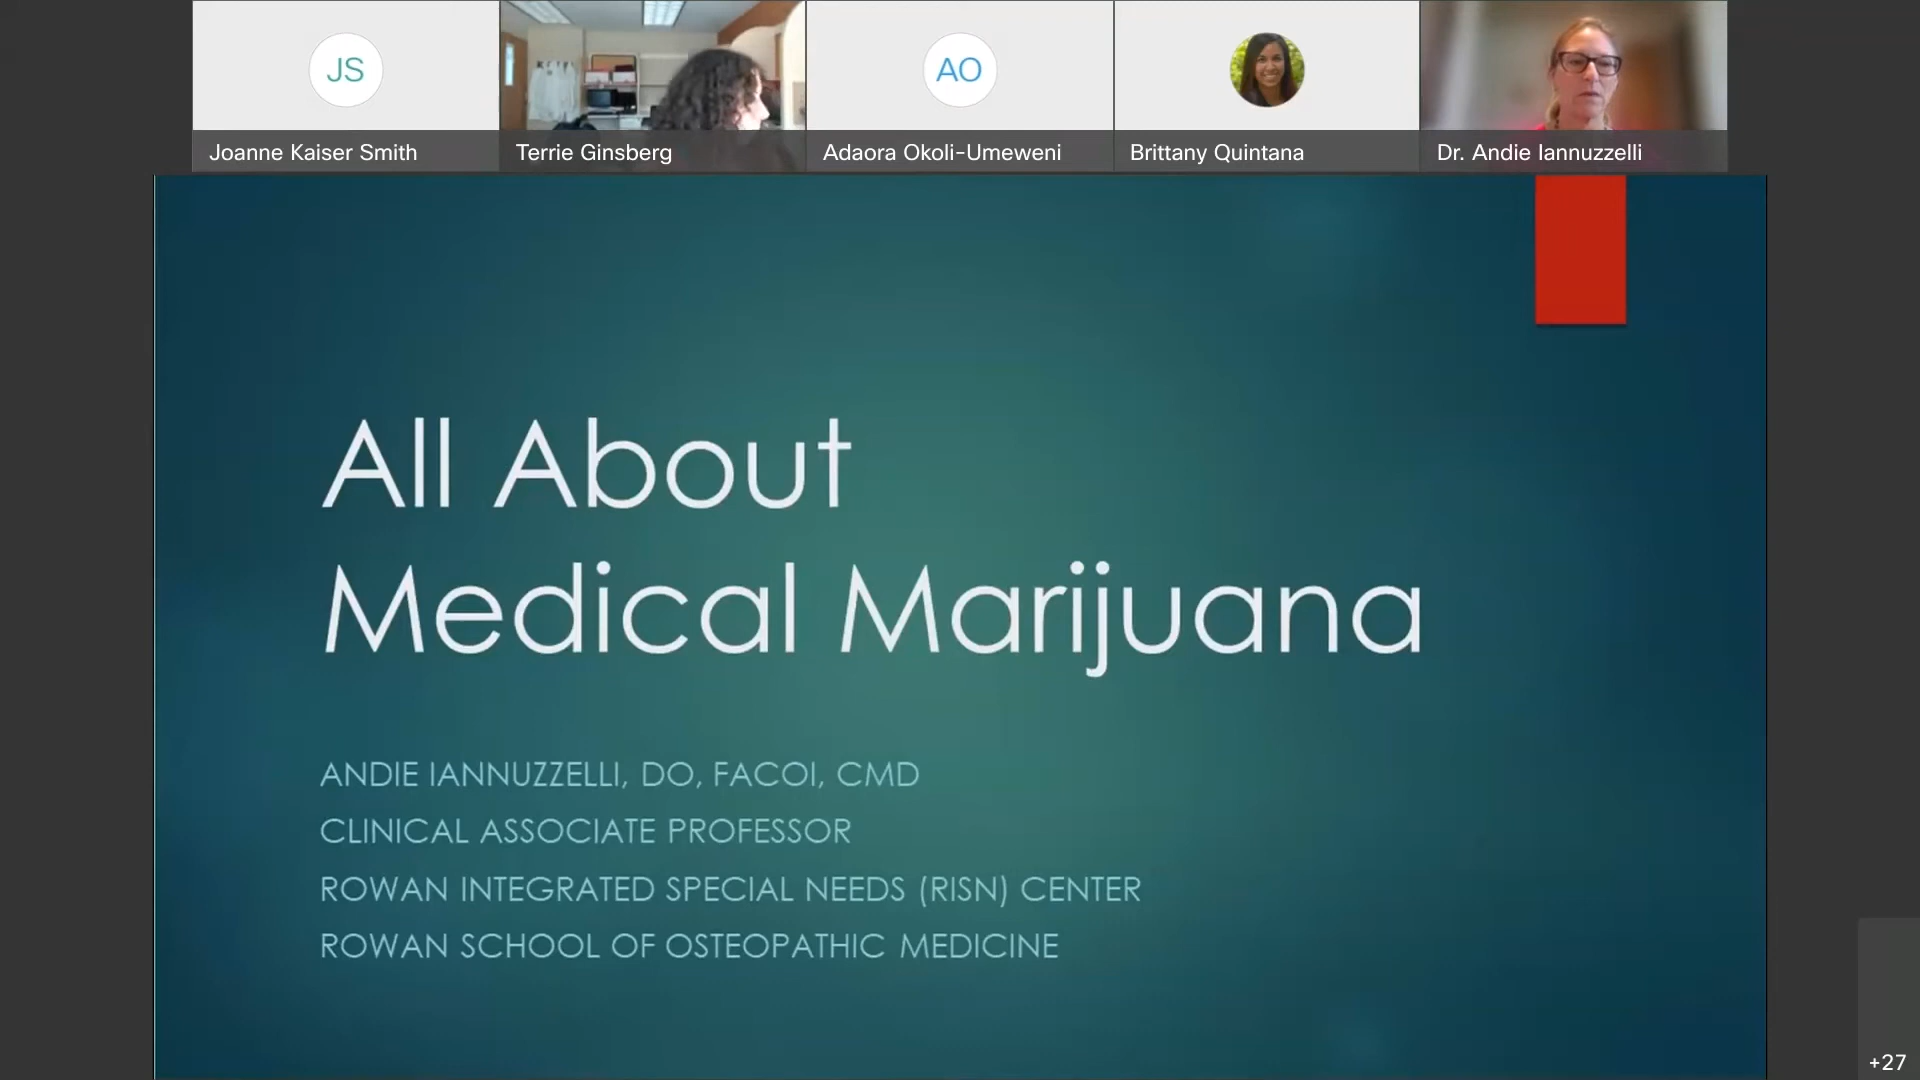 JS
AO
Joanne Kaiser Smith
Terrie Ginsberg
Adaora Okoli-Umeweni
Brittany Quintana
Dr. Andie Iannuzzelli
All About
Medical Marijuana
ANDIE IANNUZZELLI, DO, FACOI, CMD
CLINICAL ASSOCIATE PROFESSOR
ROWAN INTEGRATED SPECIAL NEEDS (RISN) CENTER
ROWAN SCHOOL OF OSTEOPATHIC MEDICINE
+27